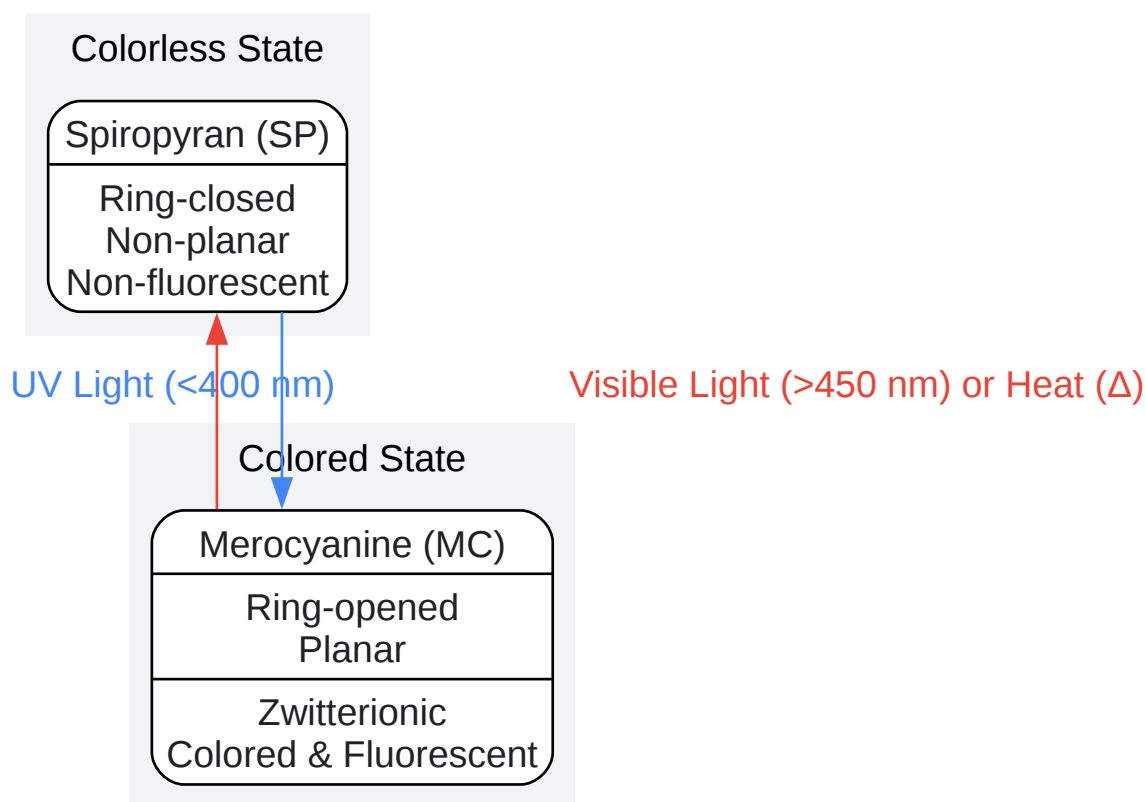 Colorless State
Spiropyran (SP)
Ring-closed
Non-planar
Non-fluorescent
UV Light (<400 nm)
Visible Light (>450 nm) or Heat (Δ)
Colored State
Merocyanine (MC)
Ring-opened
Planar
Zwitterionic
Colored & Fluorescent